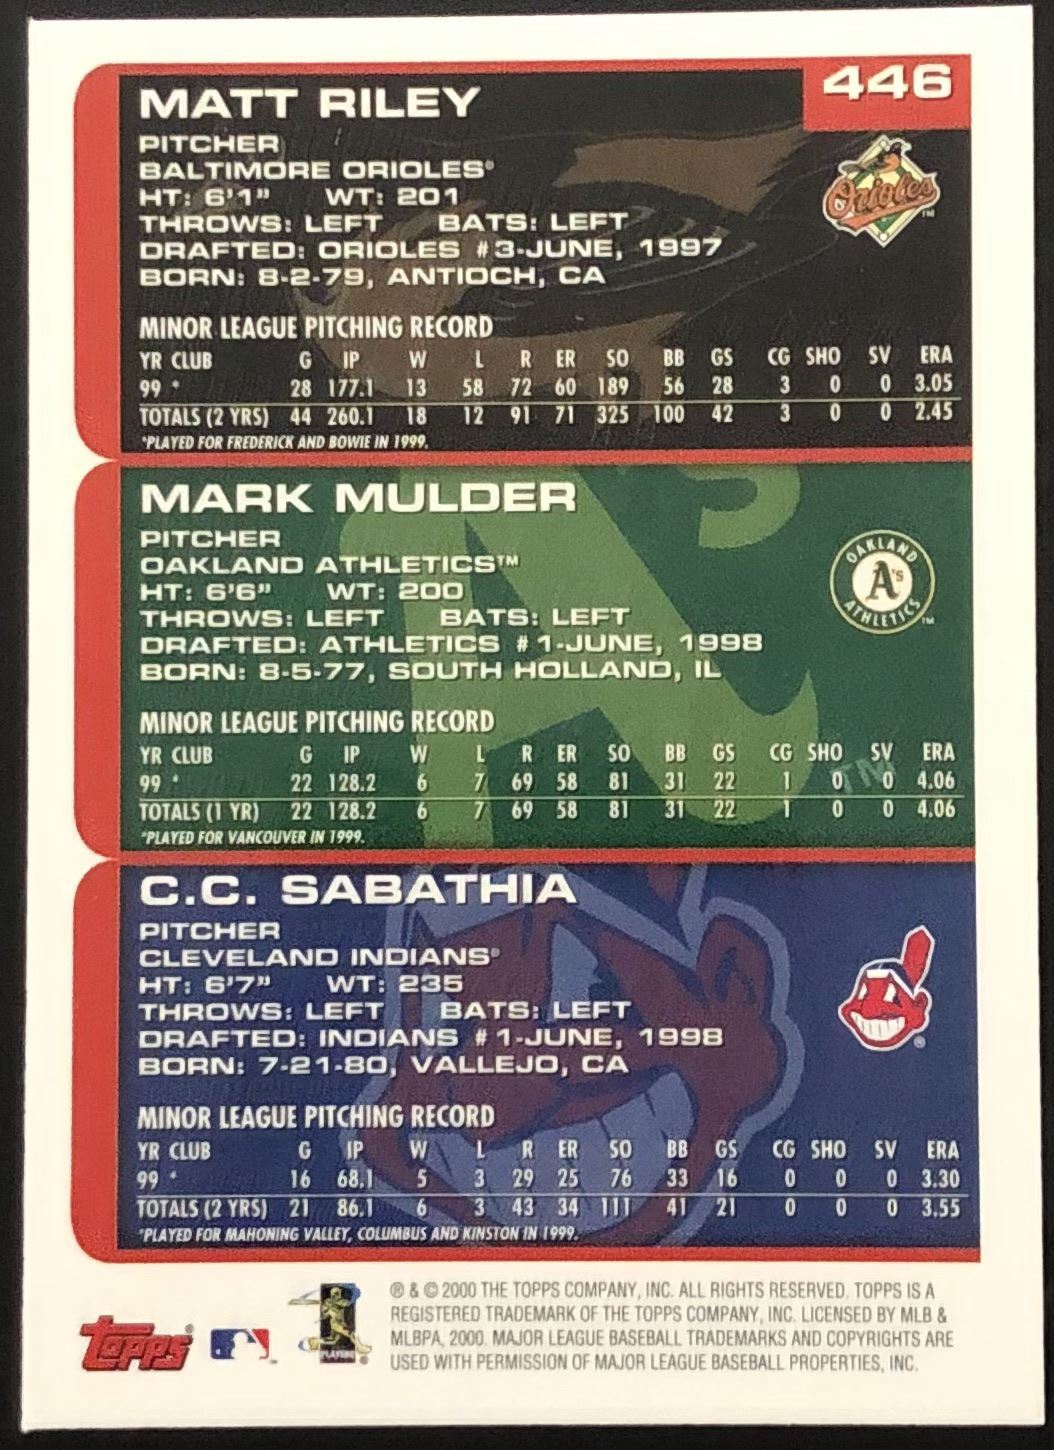 446
MATT RILEY
PITCHER
BALTIMORE ORIOLES®
HT: 6'1" WT: 201
THROWS: LEFT BATS: LEFT
DRAFTED: ORIOLES #3-JUNE, 1997
BORN: 8-2-79, ANTIOCH, CA
Orioles
TM
MINOR LEAGUE PITCHING RECORD
YR CLUB G IP W L R ER SO BB GS CG SHO SV ERA
99 * 28 177.1 13 58 72 60 189 56 28 3 0 0 3.05
TOTALS (2 YRS) 44 260.1 18 12 91 71 325 100 42 3 0 0 2.45
*PLAYED FOR FREDERICK AND BOWIE IN 1999.
MARK MULDER
PITCHER
OAKLAND ATHLETICS™
HT: 6'6" WT: 200
THROWS: LEFT BATS: LEFT
DRAFTED: ATHLETICS #1-JUNE, 1998
BORN: 8-5-77, SOUTH HOLLAND, IL
OAKLAND
A's
ATHLETICS
TM
A's
TM
MINOR LEAGUE PITCHING RECORD
YR CLUB G IP W L R ER SO BB GS CG SHO SV ERA
99 * 22 128.2 6 7 69 58 81 31 22 1 0 0 4.06
TOTALS (1 YR) 22 128.2 6 7 69 58 81 31 22 1 0 0 4.06
*PLAYED FOR VANCOUVER IN 1999.
C.C. SABATHIA
PITCHER
CLEVELAND INDIANS®
HT: 6'7" WT: 235
THROWS: LEFT BATS: LEFT
DRAFTED: INDIANS #1-JUNE, 1998
BORN: 7-21-80, VALLEJO, CA
®
MINOR LEAGUE PITCHING RECORD
YR CLUB G IP W L R ER SO BB GS CG SHO SV ERA
99 * 16 68.1 5 3 29 25 76 33 16 0 0 0 3.30
TOTALS (2 YRS) 21 86.1 6 3 43 34 111 41 21 0 0 0 3.55
*PLAYED FOR MAHONING VALLEY, COLUMBUS AND KINSTON IN 1999.
Topps®
PLAYERS
®
® & © 2000 THE TOPPS COMPANY, INC. ALL RIGHTS RESERVED. TOPPS IS A
REGISTERED TRADEMARK OF THE TOPPS COMPANY, INC. LICENSED BY MLB &
MLBPA, 2000. MAJOR LEAGUE BASEBALL TRADEMARKS AND COPYRIGHTS ARE
USED WITH PERMISSION OF MAJOR LEAGUE BASEBALL PROPERTIES, INC.